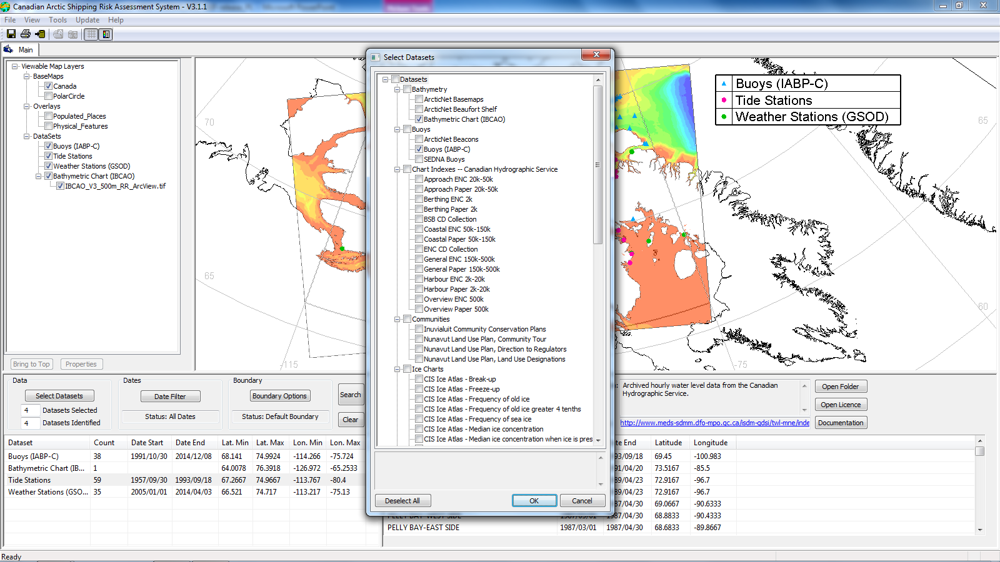 Canadian Arctic Shipping Risk Assessment System - V3.1.1
File View Tools Update Help
Main
Viewable Map Layers
BaseMaps
Canada
PolarCircle
Overlays
Populated_Places
Physical_Features
DataSets
Buoys (IABP-C)
Tide Stations
Weather Stations (GSOD)
Bathymetric Chart (IBCAO)
IBCAO_V3_500m_RR_ArcView.tif
Bring to Top Properties
70
65
-115
Select Datasets
Datasets
Bathymetry
ArcticNet Basemaps
ArcticNet Beaufort Shelf
Bathymetric Chart (IBCAO)
Buoys
ArcticNet Beacons
Buoys (IABP-C)
SEDNA Buoys
Chart Indexes -- Canadian Hydrographic Service
Approach ENC 20k-50k
Approach Paper 20k-50k
Berthing ENC 2k
Berthing Paper 2k
BSB CD Collection
Coastal ENC 50k-150k
Coastal Paper 50k-150k
ENC CD Collection
General ENC 150k-500k
General Paper 150k-500k
Harbour ENC 2k-20k
Harbour Paper 2k-20k
Overview ENC 500k
Overview Paper 500k
Communities
Inuvialuit Community Conservation Plans
Nunavut Land Use Plan, Community Tour
Nunavut Land Use Plan, Direction to Regulators
Nunavut Land Use Plan, Land Use Designations
Ice Charts
CIS Ice Atlas - Break-up
CIS Ice Atlas - Freeze-up
CIS Ice Atlas - Frequency of old ice
CIS Ice Atlas - Frequency of old ice greater 4 tenths
CIS Ice Atlas - Frequency of sea ice
CIS Ice Atlas - Median ice concentration
CIS Ice Atlas - Median ice concentration when ice is pres
Deselect All OK Cancel
Buoys (IABP-C)
Tide Stations
Weather Stations (GSOD)
65
60
-75
Data
Select Datasets
4 Datasets Selected
4 Datasets Identified
Dates
Date Filter
Status: All Dates
Boundary
Boundary Options
Status: Default Boundary
Search
Clear
Archived hourly water level data from the Canadian
Hydrographic Service.
http://www.meds-sdmm.dfo-mpo.gc.ca/isdm-gdsi/twl-mne/inde
Open Folder
Open Licence
Documentation
Dataset Count Date Start Date End Lat. Min Lat. Max Lon. Min Lon. Max
Buoys (IABP-C) 38 1991/10/30 2014/12/08 68.141 74.9924 -114.266 -75.724
Bathymetric Chart (IB... 1 64.0078 76.3918 -126.972 -65.2533
Tide Stations 59 1957/09/30 1993/09/18 67.2667 74.9667 -113.767 -80.4
Weather Stations (GSO... 35 2005/01/01 2014/04/03 66.521 74.717 -113.217 -75.13
te End Latitude Longitude
93/09/18 69.45 -100.983
91/04/20 73.5167 -85.5
89/04/23 72.9167 -96.7
89/04/23 72.9167 -96.7
87/04/30 69.0667 -90.6333
PELLY BAY-WEST SIDE 1987/03/01 1987/04/30 68.8833 -90.4333
PELLY BAY-EAST SIDE 1987/03/01 1987/04/30 68.6833 -89.8667
Ready